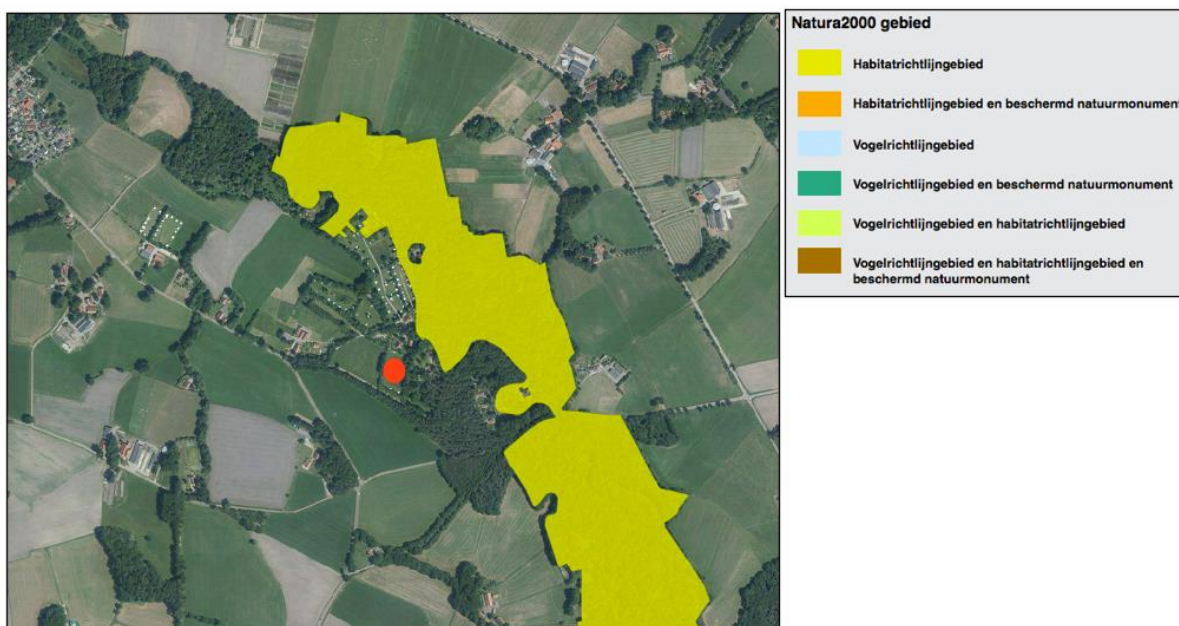 Natura2000 gebied
Habitatrichtlijngebied
Habitatrichtlijngebied en beschermd natuurmonument
Vogelrichtlijngebied
Vogelrichtlijngebied en beschermd natuurmonument
Vogelrichtlijngebied en habitatrichtlijngebied
Vogelrichtlijngebied en habitatrichtlijngebied en
beschermd natuurmonument